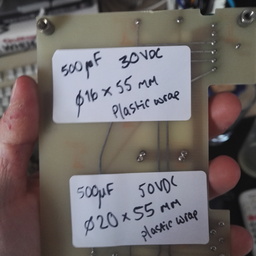 500µF 30VDC
Ø16 x 55 MM
Plastic wrap
500µF 50VDC
Ø20 x 55 MM
plastic wrap